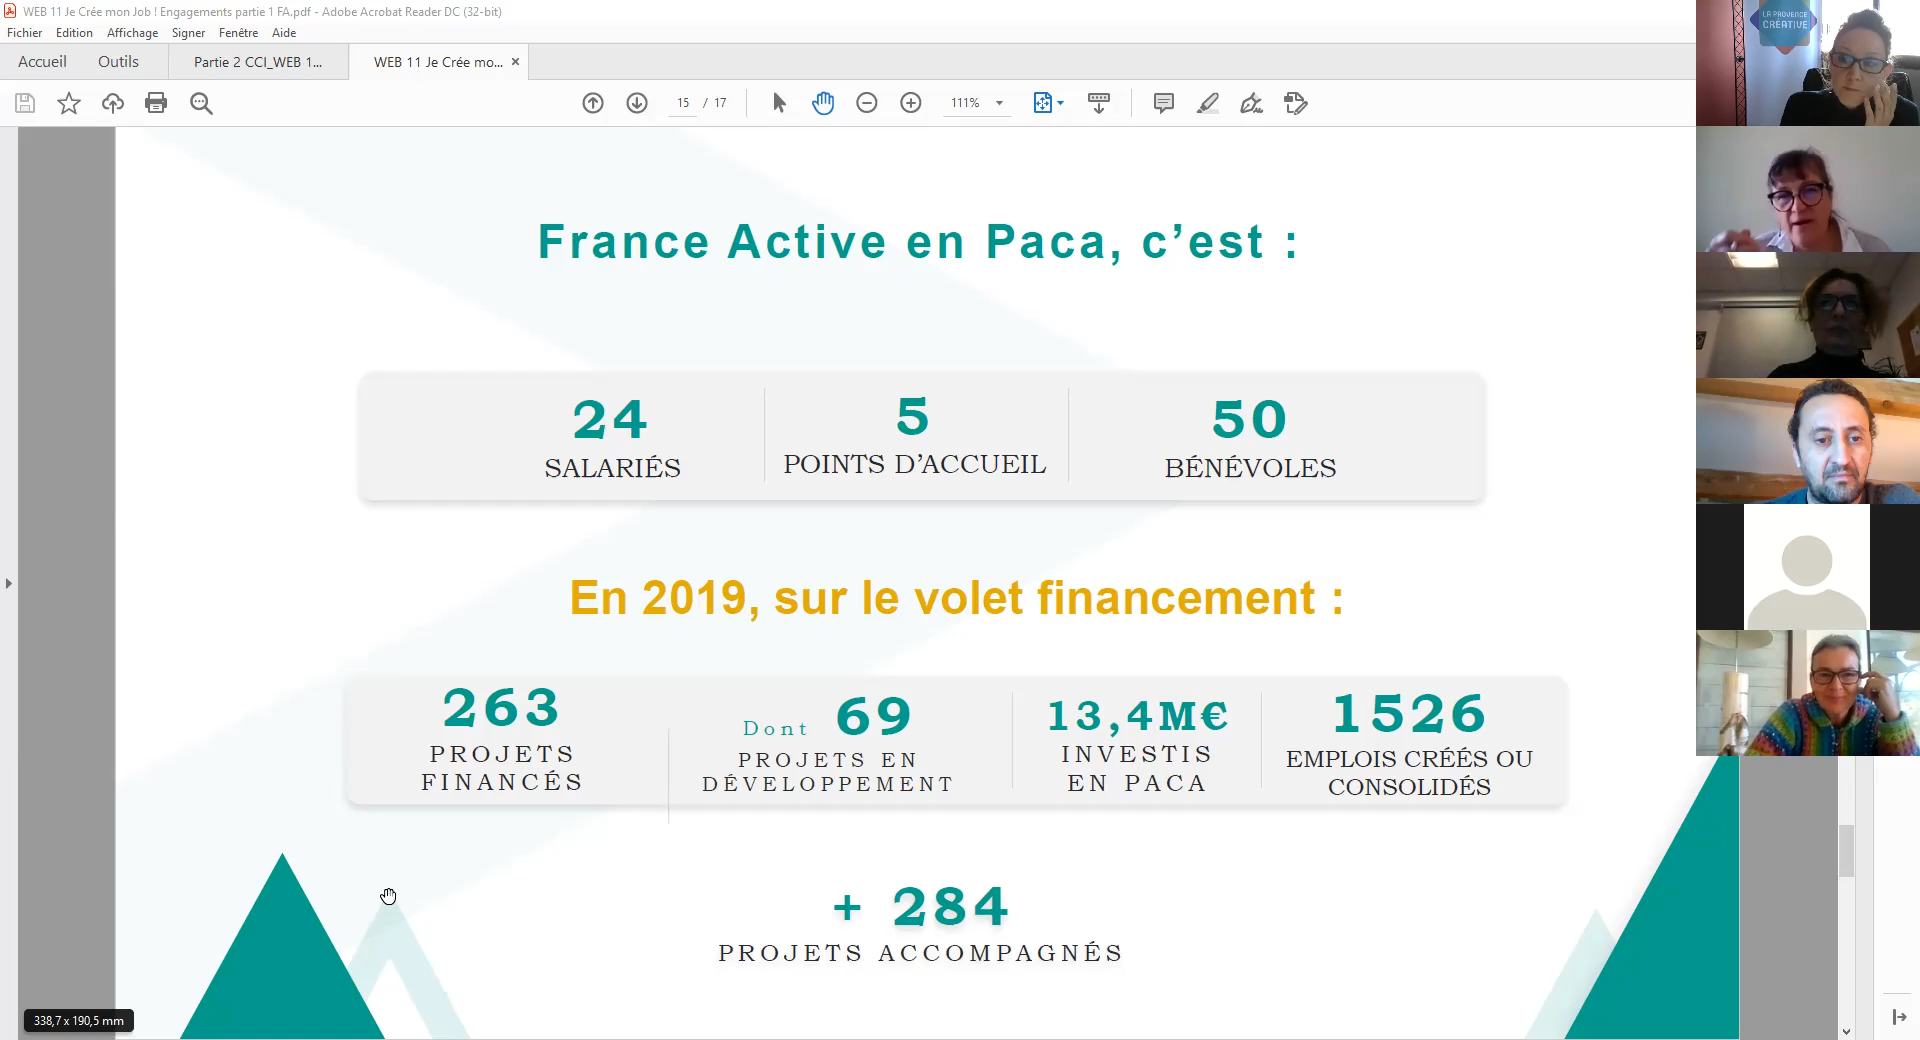 WEB 11 Je Crée mon Job ! Engagements partie 1 FA.pdf - Adobe Acrobat Reader DC (32-bit)
Fichier Edition Affichage Signer Fenêtre Aide
Accueil Outils Partie 2 CCI_WEB 1... WEB 11 Je Crée mo... ×
15 / 17 111%
LA PROVENCE
CRÉATIVE
France Active en Paca, c’est :
24 5 50
SALARIÉS POINTS D’ACCUEIL BÉNÉVOLES
En 2019, sur le volet financement :
263 Dont 69 13,4M€ 1526
PROJETS PROJETS EN INVESTIS EMPLOIS CRÉÉS OU
FINANCÉS DÉVELOPPEMENT EN PACA CONSOLIDÉS
+ 284
PROJETS ACCOMPAGNÉS
338,7 x 190,5 mm